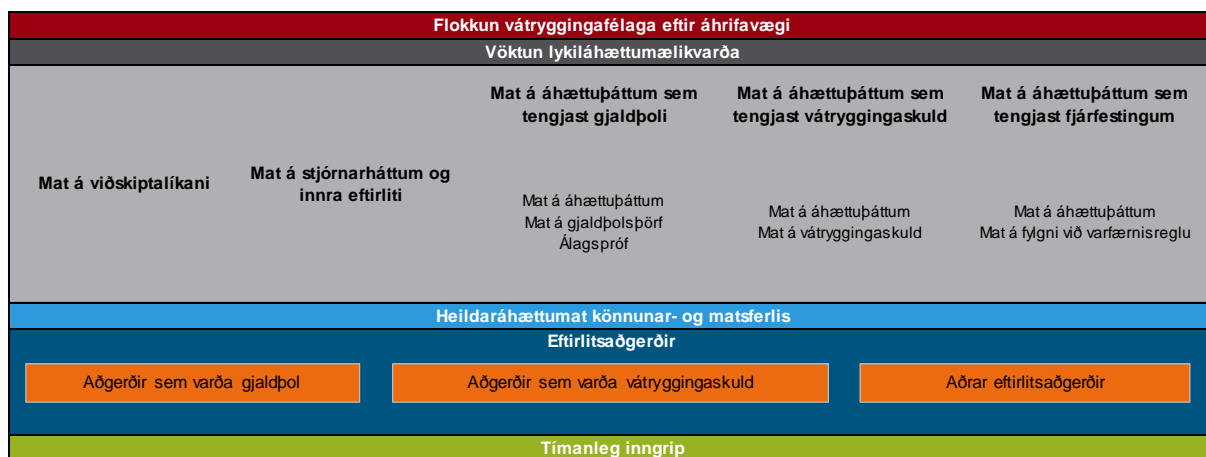 Flokkun vátryggingafélaga eftir áhrifavægi
Vöktun lykiláhættumælikvarða
Mat á viðskiptalíkani
Mat á stjórnarháttum og
innra eftirliti
Mat á áhættuþáttum sem
tengjast gjaldþoli
Mat á áhættuþáttum
Mat á gjaldþolsþörf
Álagspróf
Mat á áhættuþáttum sem
tengjast vátryggingaskuld
Mat á áhættuþáttum
Mat á vátryggingaskuld
Mat á áhættuþáttum sem
tengjast fjárfestingum
Mat á áhættuþáttum
Mat á fylgni við varfærnisreglu
Heildaráhættumat könnunar- og matsferlis
Eftirlitsaðgerðir
Aðgerðir sem varða gjaldþol
Aðgerðir sem varða vátryggingaskuld
Aðrar eftirlitsaðgerðir
Tímanleg inngrip